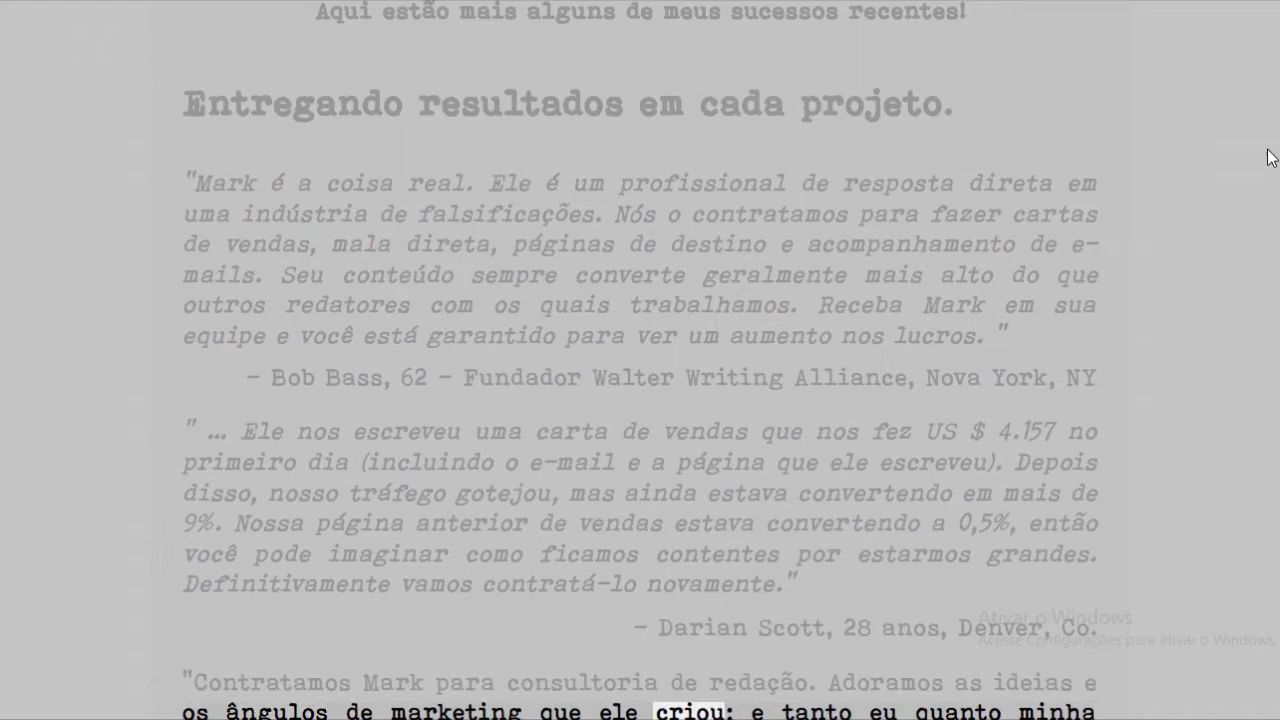 Aqui estão mais alguns de meus sucessos recentes!
Entregando resultados em cada projeto.
"Mark é a coisa real. Ele é um profissional de resposta direta em
uma indústria de falsificações. Nós o contratamos para fazer cartas
de vendas, mala direta, páginas de destino e acompanhamento de e-
mails. Seu conteúdo sempre converte geralmente mais alto do que
outros redatores com os quais trabalhamos. Receba Mark em sua
equipe e você está garantido para ver um aumento nos lucros. "
- Bob Bass, 62 - Fundador Walter Writing Alliance, Nova York, NY
" … Ele nos escreveu uma carta de vendas que nos fez US $ 4.157 no
primeiro dia (incluindo o e-mail e a página que ele escreveu). Depois
disso, nosso tráfego gotejou, mas ainda estava convertendo em mais de
9%. Nossa página anterior de vendas estava convertendo a 0,5%, então
você pode imaginar como ficamos contentes por estarmos grandes.
Definitivamente vamos contratá-lo novamente."
- Darian Scott, 28 anos, Denver, Co.
Ativar o Windows
Acesse Configurações para ativar o Windows.
"Contratamos Mark para consultoria de redação. Adoramos as ideias e
os ângulos de marketing que ele criou; e tanto eu quanto minha